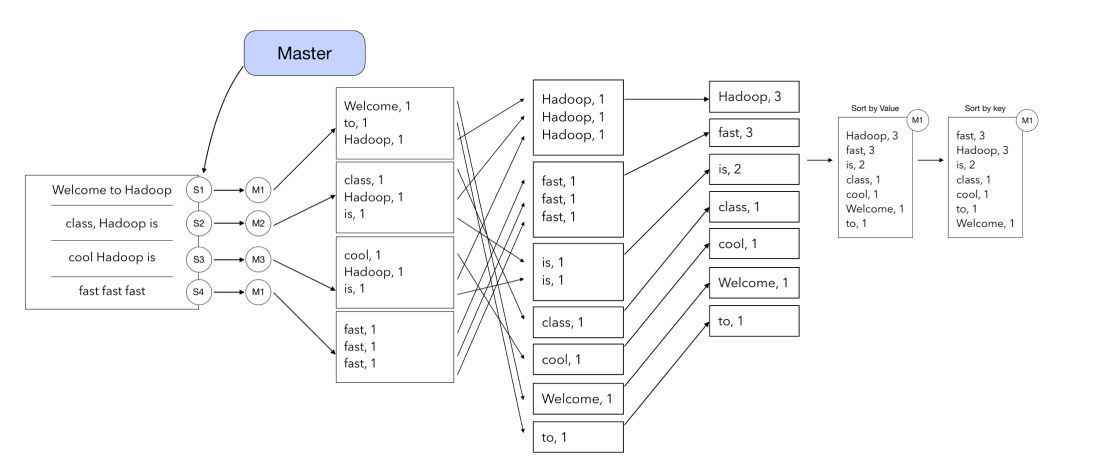 Master
Welcome to Hadoop
S1
M1
class, Hadoop is
S2
M2
cool Hadoop is
S3
M3
fast fast fast
S4
M1
Welcome, 1
to, 1
Hadoop, 1
class, 1
Hadoop, 1
is, 1
cool, 1
Hadoop, 1
is, 1
fast, 1
fast, 1
fast, 1
Hadoop, 1
Hadoop, 1
Hadoop, 1
fast, 1
fast, 1
fast, 1
is, 1
is, 1
class, 1
cool, 1
Welcome, 1
to, 1
Hadoop, 3
fast, 3
is, 2
class, 1
cool, 1
Welcome, 1
to, 1
Sort by Value
M1
Hadoop, 3
fast, 3
is, 2
class, 1
cool, 1
Welcome, 1
to, 1
Sort by key
M1
fast, 3
Hadoop, 3
is, 2
class, 1
cool, 1
to, 1
Welcome, 1